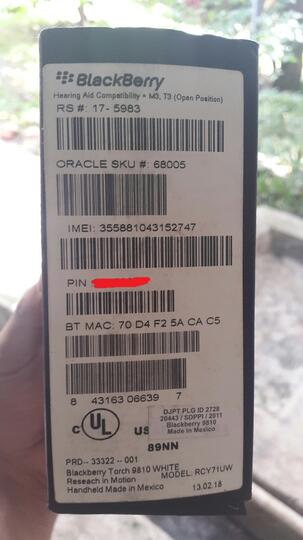 BlackBerry
Hearing Aid Compatibility = M3, T3 (Open Position)
RS #: 17- 5983
ORACLE SKU #: 68005
IMEI: 355881043152747
PIN
BT MAC: 70 D4 F2 5A CA C5
8 43163 06639 7
c UL US
DJPT PLG ID 2728
20443 / SDPPI / 2011
Blackberry 9810
Made in Mexico
89NN
PRD-- 33322 -- 001
Blackberry Torch 9810 WHITE
Reseach in Motion
MODEL: RCY71UW
Handheld Made in Mexico
13.02.18